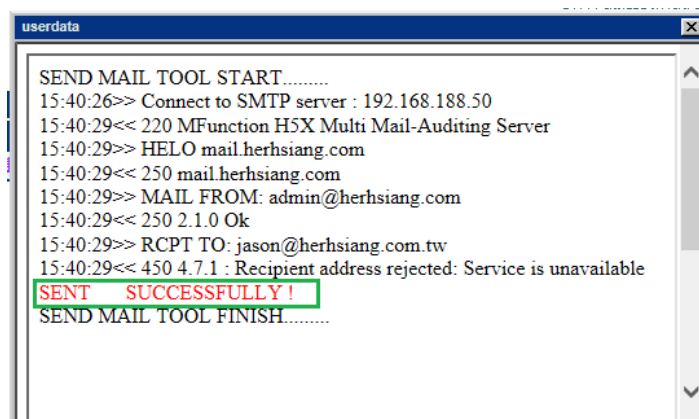 userdata
SEND MAIL TOOL START.........
15:40:26>> Connect to SMTP server : 192.168.188.50
15:40:29<< 220 MFunction H5X Multi Mail-Auditing Server
15:40:29>> HELO mail.herhsiang.com
15:40:29<< 250 mail.herhsiang.com
15:40:29>> MAIL FROM: admin@herhsiang.com
15:40:29<< 250 2.1.0 Ok
15:40:29>> RCPT TO: jason@herhsiang.com.tw
15:40:29<< 450 4.7.1 : Recipient address rejected: Service is unavailable
SENT SUCCESSFULLY !
SEND MAIL TOOL FINISH.........